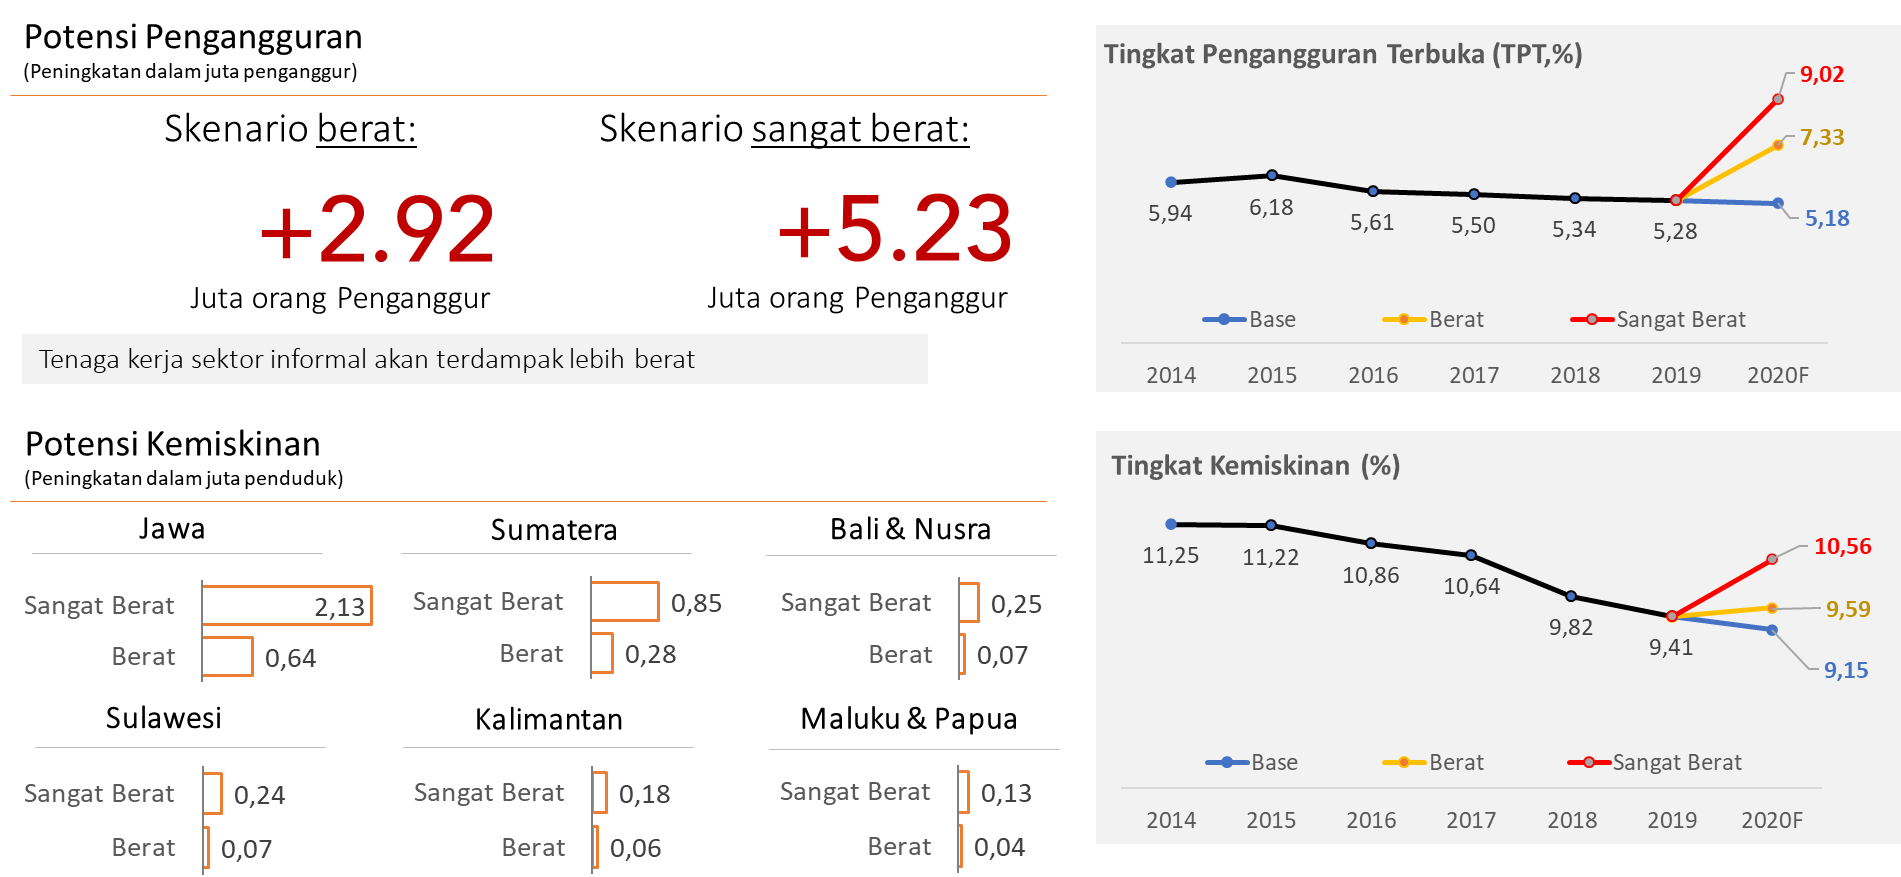 Potensi Pengangguran
(Peningkatan dalam juta penganggur)
Skenario berat:
Skenario sangat berat:
+2.92
+5.23
Juta orang Penganggur
Juta orang Penganggur
Tenaga kerja sektor informal akan terdampak lebih berat
Tingkat Pengangguran Terbuka (TPT,%)
9,02
7,33
5,94
6,18
5,61
5,50
5,34
5,28
5,18
Base
Berat
Sangat Berat
2014
2015
2016
2017
2018
2019
2020F
Potensi Kemiskinan
(Peningkatan dalam juta penduduk)
Jawa
Sangat Berat
2,13
Berat
0,64
Sumatera
Sangat Berat
0,85
Berat
0,28
Bali & Nusra
Sangat Berat
0,25
Berat
0,07
Sulawesi
Sangat Berat
0,24
Berat
0,07
Kalimantan
Sangat Berat
0,18
Berat
0,06
Maluku & Papua
Sangat Berat
0,13
Berat
0,04
Tingkat Kemiskinan (%)
11,25
11,22
10,86
10,64
9,82
9,41
10,56
9,59
9,15
Base
Berat
Sangat Berat
2014
2015
2016
2017
2018
2019
2020F